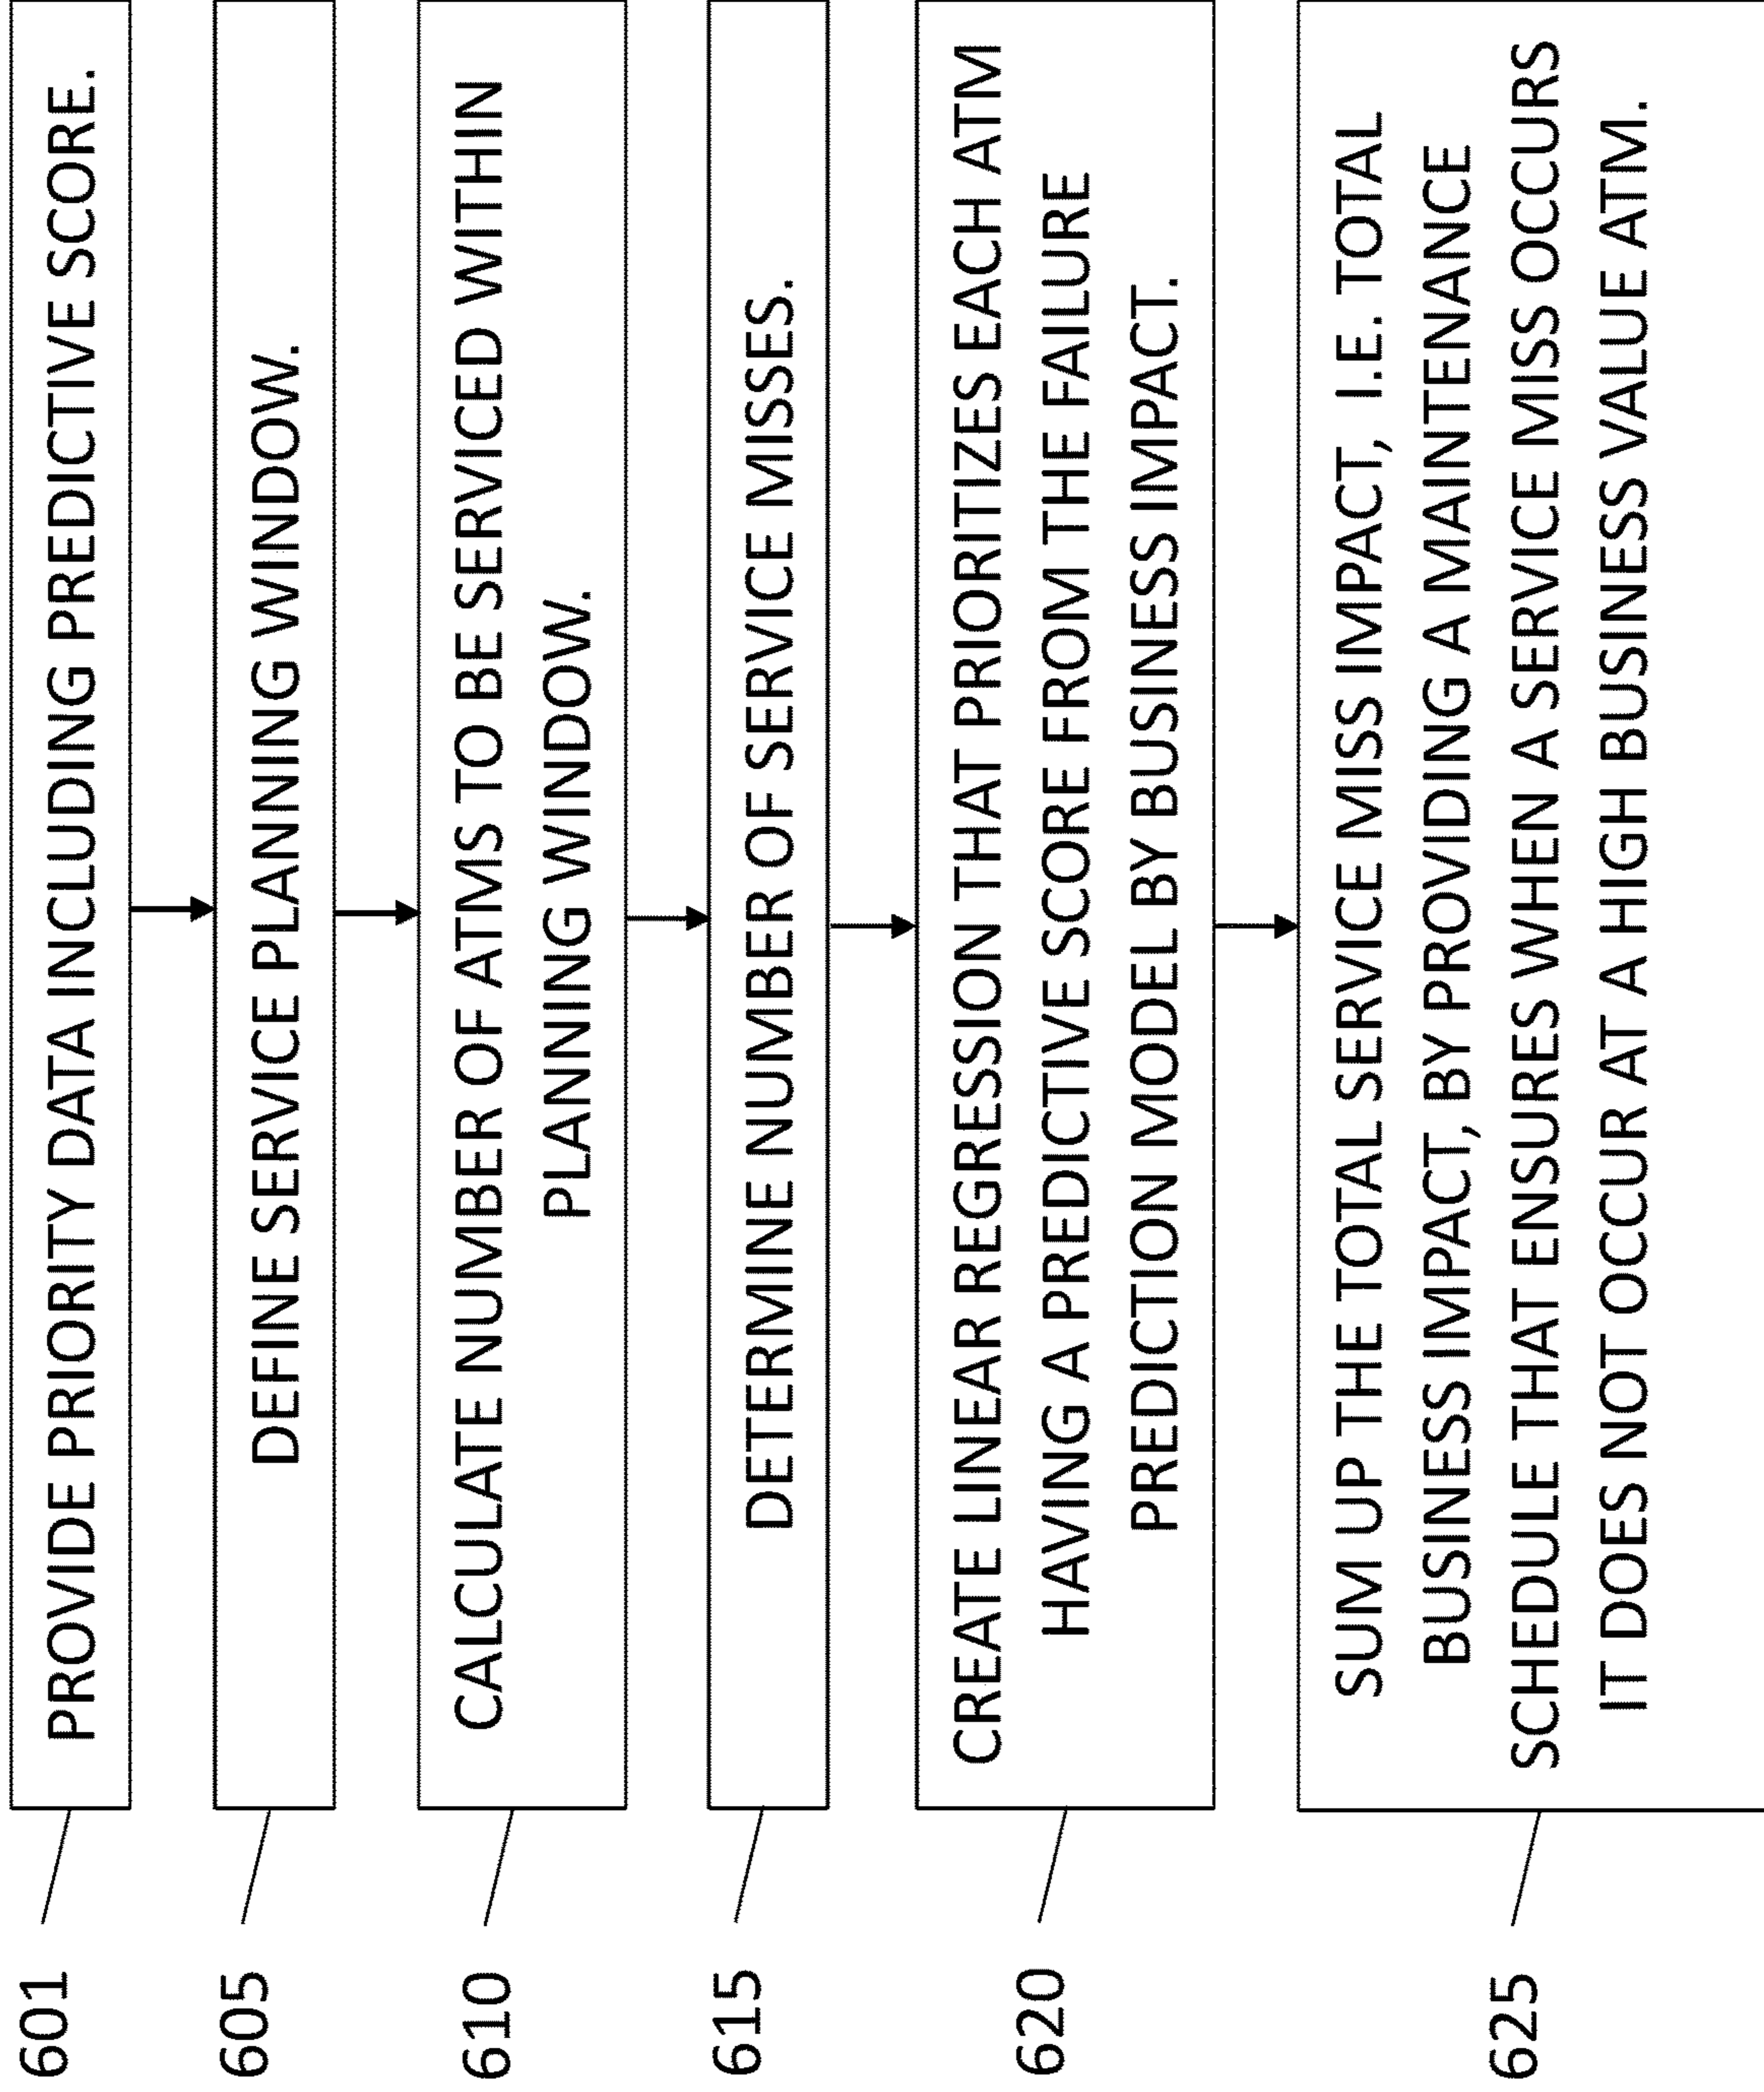 601
PROVIDE PRIORITY DATA INCLUDING PREDICTIVE SCORE.
605
DEFINE SERVICE PLANNING WINDOW.
610
CALCULATE NUMBER OF ATMS TO BE SERVICED WITHIN
PLANNING WINDOW.
615
DETERMINE NUMBER OF SERVICE MISSES.
620
CREATE LINEAR REGRESSION THAT PRIORITIZES EACH ATM
HAVING A PREDICTIVE SCORE FROM THE FAILURE
PREDICTION MODEL BY BUSINESS IMPACT.
625
SUM UP THE TOTAL SERVICE MISS IMPACT, I.E. TOTAL
BUSINESS IMPACT, BY PROVIDING A MAINTENANCE
SCHEDULE THAT ENSURES WHEN A SERVICE MISS OCCURS
IT DOES NOT OCCUR AT A HIGH BUSINESS VALUE ATM.